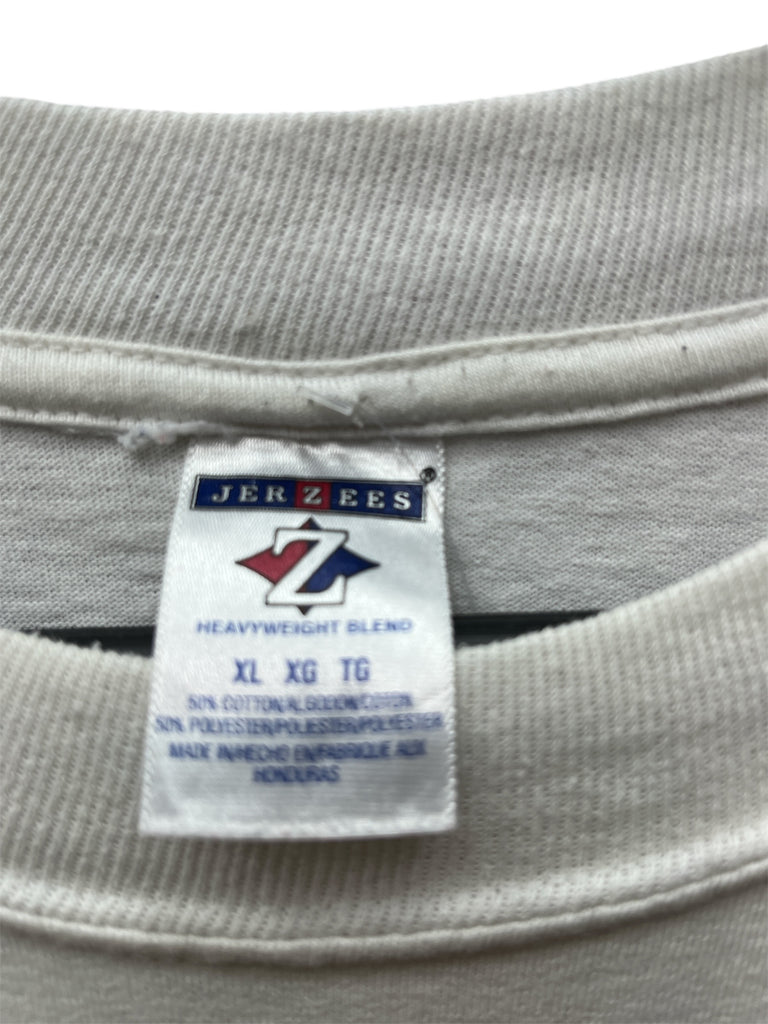 JERZEES®
Z
HEAVYWEIGHT BLEND
XL XG TG
50% COTTON/ALGODON/COTON
50% POLYESTER/POLIESTER/POLYESTER
MADE IN/HECHO EN/FABRIQUE AUX
HONDURAS